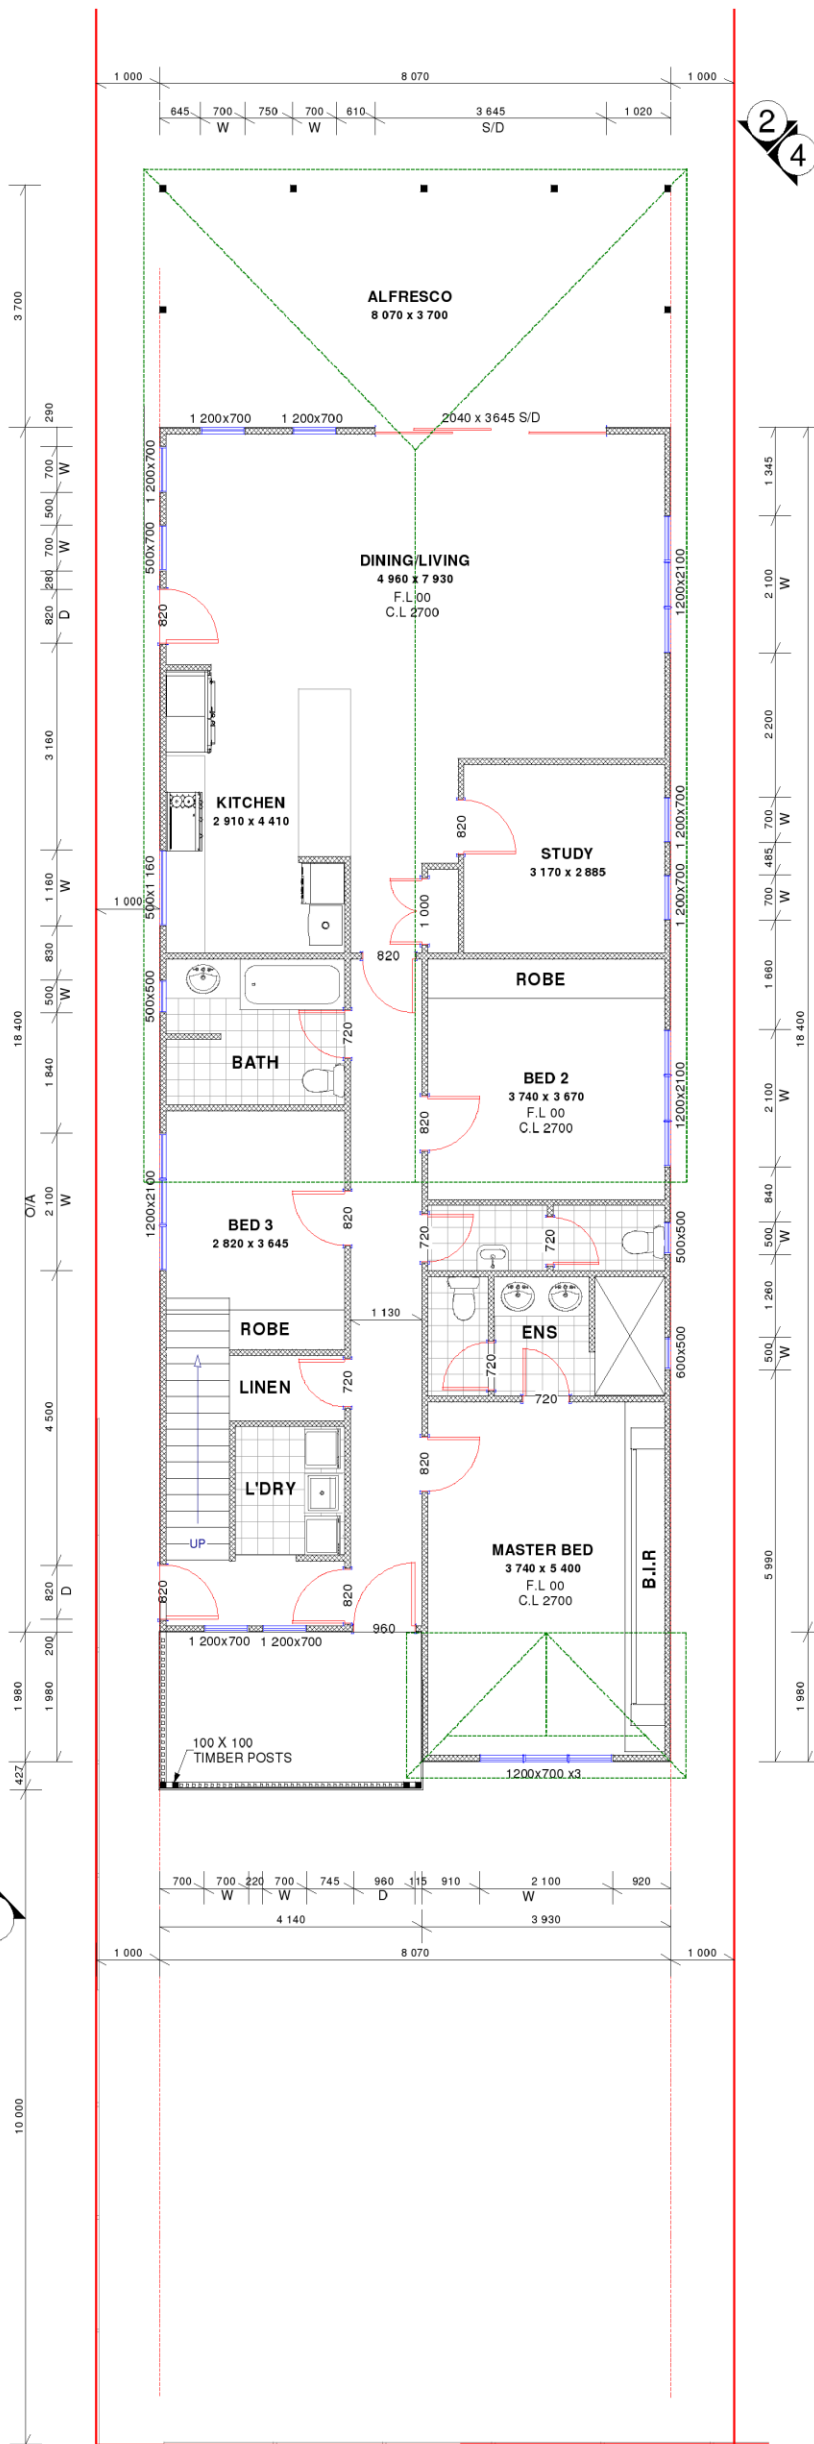 1 000
8 070
1 000
645
700
750
700
610
3 645
1 020
W
W
S/D
2
4
3 700
ALFRESCO
8 070 x 3 700
1 200x700
1 200x700
2040 x 3645 S/D
290
700
W
500
700
W
280
820
D
3 160
1 160
W
830
500
W
1 840
2 100
W
4 500
820
D
200
1 980
18 400
O/A
1 980
427
10 000
1 200x700
500x700
820
DINING/LIVING
4 960 x 7 930
F.L 00
C.L 2700
1200x2100
1 345
2 100
W
2 200
700
W
485
700
W
1 660
2 100
W
840
500
W
1 260
500
W
5 990
18 400
1 980
KITCHEN
2 910 x 4 410
820
STUDY
3 170 x 2 885
1 200x700
1 200x700
500x1 160
1 000
1 000
820
ROBE
500x500
720
BATH
BED 2
3 740 x 3 670
F.L 00
C.L 2700
820
1200x2100
1200x2100
BED 3
2 820 x 3 645
820
720
720
500x500
1 130
ROBE
ENS
720
600x500
LINEN
720
720
820
L'DRY
UP
MASTER BED
3 740 x 5 400
F.L 00
C.L 2700
B.I.R
820
820
960
1 200x700
1 200x700
100 X 100
TIMBER POSTS
1200x700 x3
700
700
220
700
745
960
115
910
2 100
920
W
W
D
W
4 140
3 930
1 000
8 070
1 000